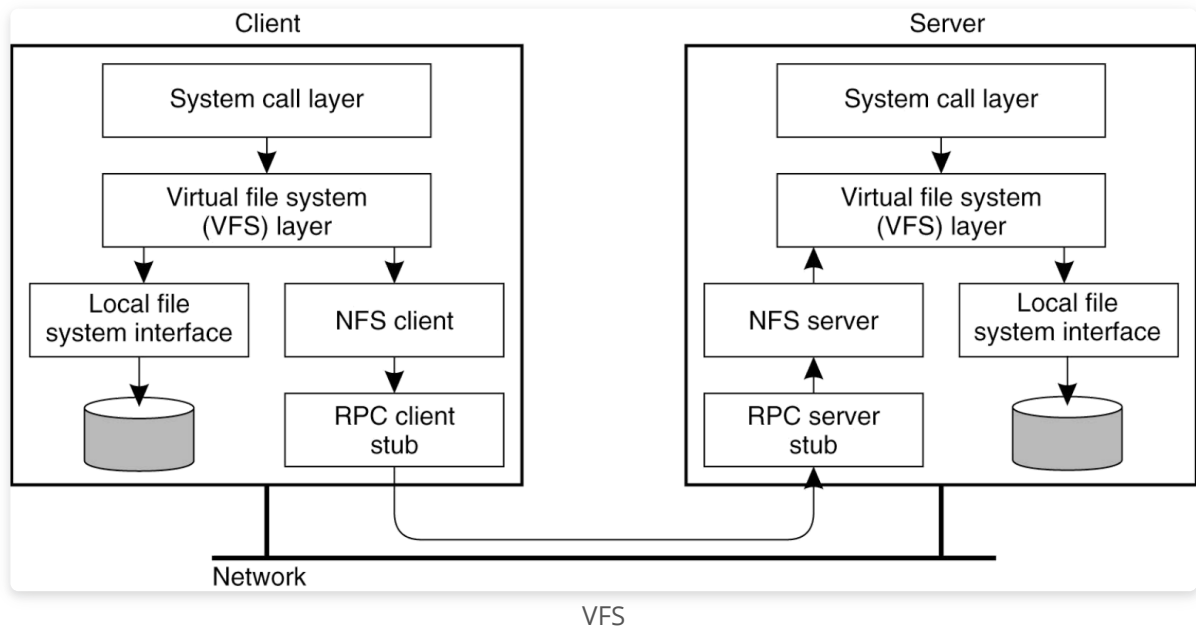 Client
Server
System call layer
System call layer
Virtual file system
(VFS) layer
Virtual file system
(VFS) layer
Local file
system interface
NFS client
NFS server
Local file
system interface
RPC client
stub
RPC server
stub
Network
VFS